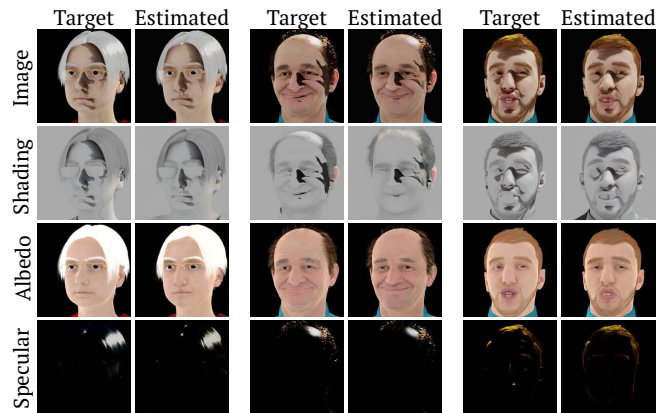 Target Estimated Target Estimated Target Estimated
Image
Shading
Albedo
Specular